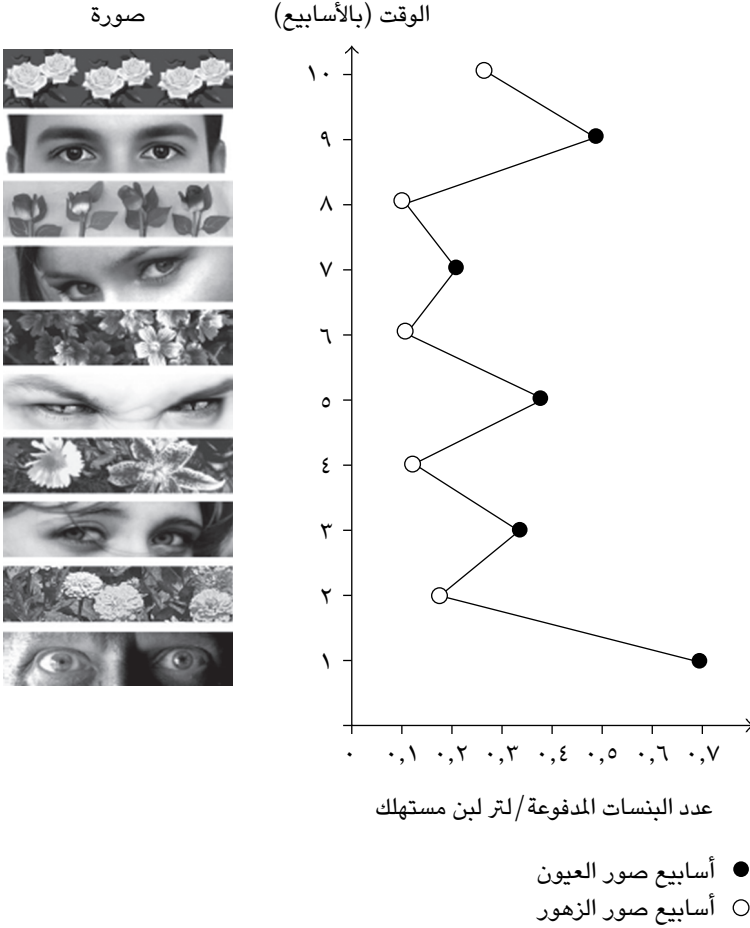 الوقت (بالأسابيع)
صورة
١٠
٩
٨
٧
٦
٥
٤
٣
٢
١
٠ ٠,١ ٠,٢ ٠,٣ ٠,٤ ٠,٥ ٠,٦ ٠,٧
عدد البنسات المدفوعة/لتر لبن مستهلك
أسابيع صور العيون
أسابيع صور الزهور